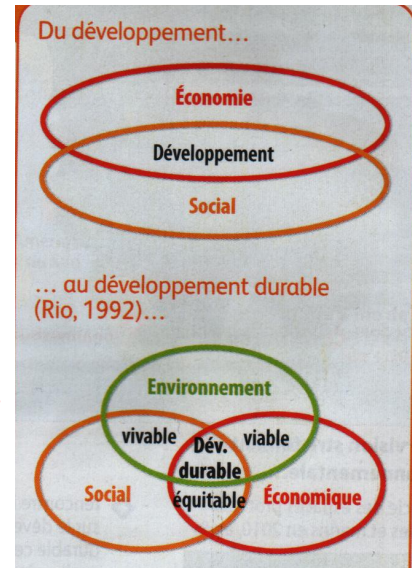 Du développement...
Économie
Développement
Social
... au développement durable
(Rio, 1992)...
Environnement
vivable
Dév.
durable
viable
Social
équitable
Économique